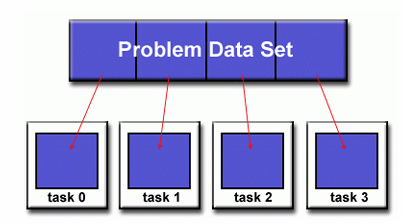 Problem Data Set
task 0
task 1
task 2
task 3